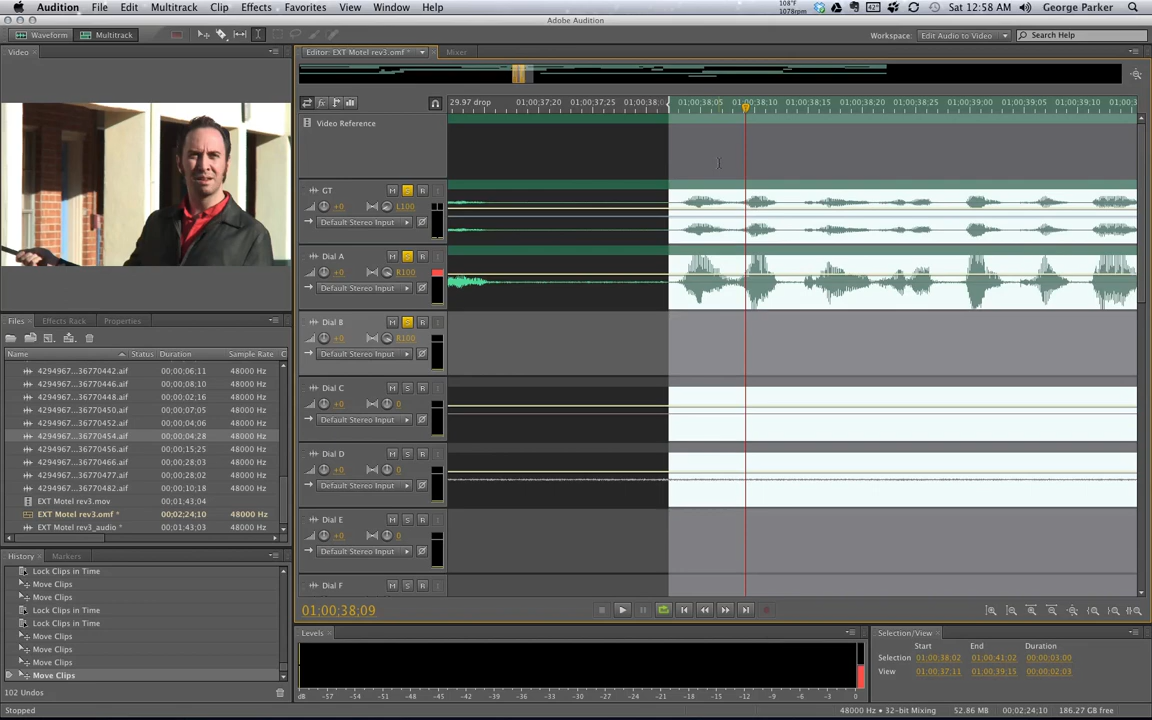 Audition File Edit Multitrack Clip Effects Favorites View Window Help 108°F 1078rpm 42° Sat 12:58 AM George Parker
Adobe Audition
Waveform Multitrack Workspace: Edit Audio to Video Search Help
Video Editor: EXT Motel rev3.omf * Mixer
29.97 drop 01:00:37:20 01:00:37:25 01:00:38:0 01:00:38:05 01:00:38:10 01:00:38:15 01:00:38:20 01:00:38:25 01:00:39:00 01:00:39:05 01:00:39:10 01:00:3
Video Reference
GT M S R
+0 L100
Default Stereo Input
Dial A M S R
+0 R100
Default Stereo Input
Dial B M S R
+0 R100
Default Stereo Input
Dial C M S R
+0 0
Default Stereo Input
Dial D M S R
+0 0
Default Stereo Input
Dial E M S R
+0 0
Default Stereo Input
Dial F M S R
Files Effects Rack Properties
Name Status Duration Sample Rate C
4294967...36770442.aif 00;00;06;11 48000 Hz
4294967...36770446.aif 00;00;08;10 48000 Hz
4294967...36770448.aif 00;00;02;16 48000 Hz
4294967...36770450.aif 00;00;07;05 48000 Hz
4294967...36770452.aif 00;00;04;06 48000 Hz
4294967...36770454.aif 00;00;04;28 48000 Hz
4294967...36770456.aif 00;00;15;25 48000 Hz
4294967...36770466.aif 00;00;28;03 48000 Hz
4294967...36770477.aif 00;00;28;02 48000 Hz
4294967...36770482.aif 00;00;10;18 48000 Hz
EXT Motel rev3.mov 00;01;43;04
EXT Motel rev3.omf * 00;02;24;10 48000 Hz
EXT Motel rev3_audio * 00;01;43;03 48000 Hz
History Markers
Lock Clips in Time
Move Clips
Move Clips
Lock Clips in Time
Lock Clips in Time
Move Clips
Move Clips
Move Clips
Move Clips
102 Undos
Stopped
01:00:38;09
Levels
dB -57 -54 -51 -48 -45 -42 -39 -36 -33 -30 -27 -24 -21 -18 -15 -12 -9 -6 -3 0
Selection/View
Start End Duration
Selection 01:00:38;02 01:00:41;02 00:00:03;00
View 01:00:37;11 01:00:39;15 00:00:02;03
48000 Hz • 32-bit Mixing 52.86 MB 00:02:24;10 186.27 GB free